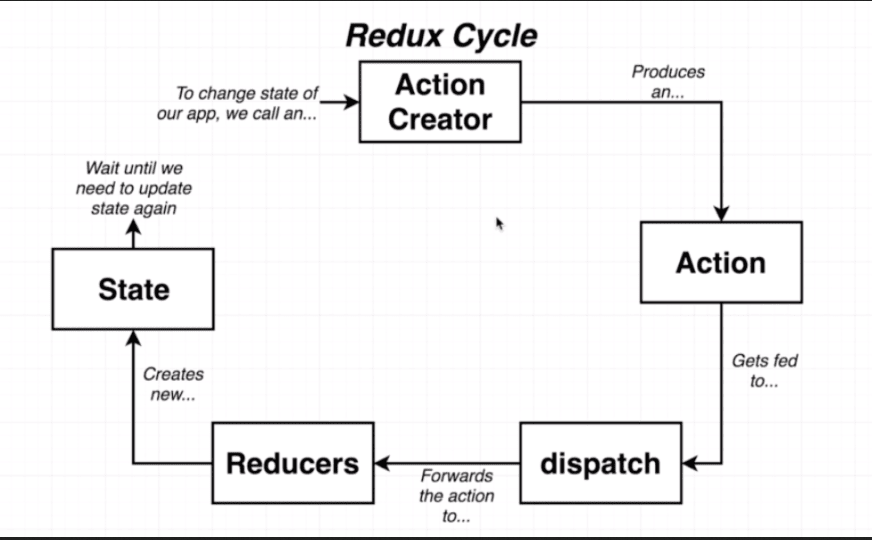 Redux Cycle
To change state of
our app, we call an...
Action
Creator
Produces
an...
Wait until we
need to update
state again
Action
State
Gets fed
to...
Creates
new...
Reducers
dispatch
Forwards
the action
to...